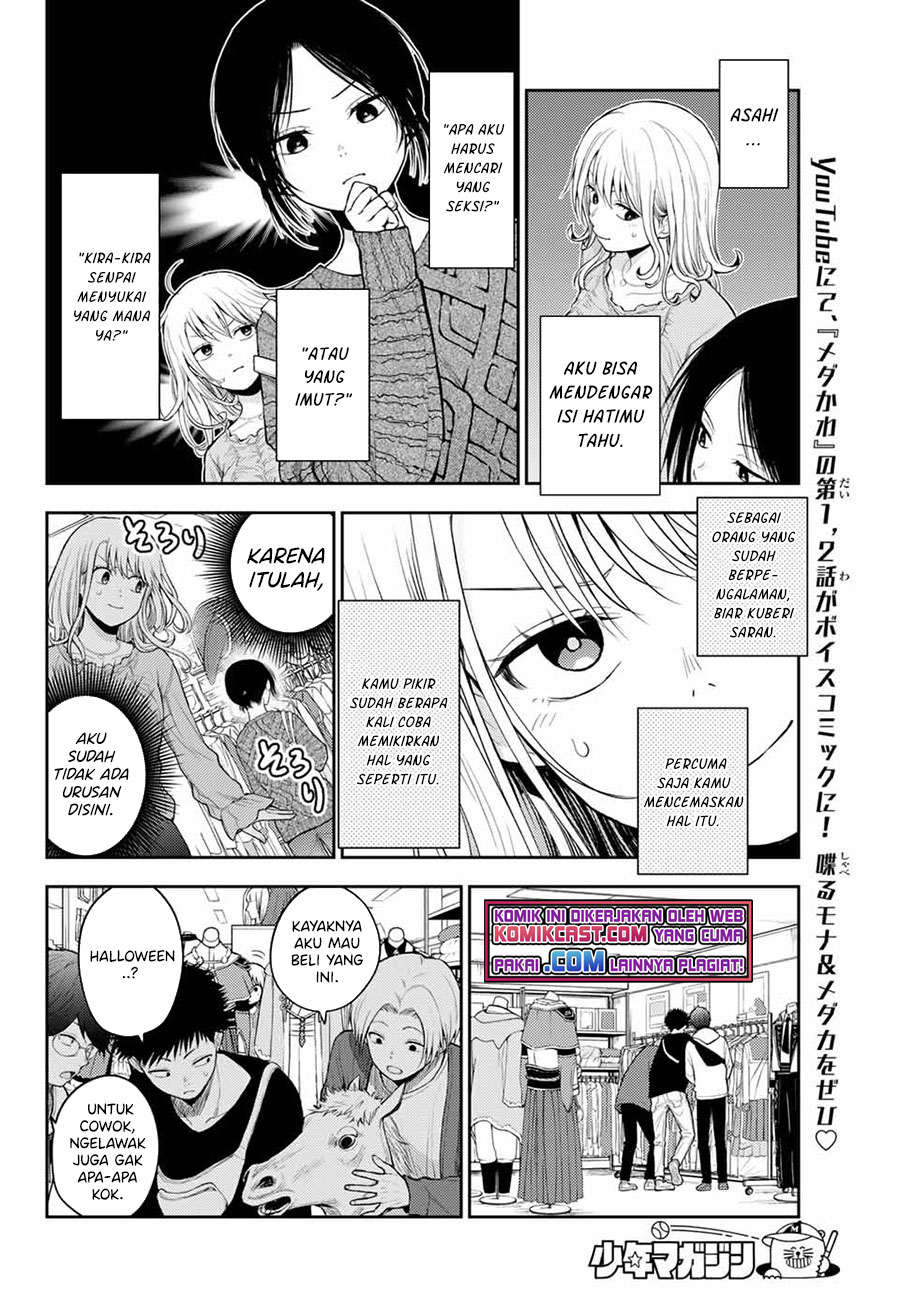 ASAHI
...
AKU BISA
MENDENGAR
ISI HATIMU
TAHU.
"APA AKU
HARUS
MENCARI
YANG
SEKSI?"
"ATAU
YANG
IMUT?"
"KIRA-KIRA
SENPAI
MENYUKAI
YANG MANA
YA?"
SEBAGAI
ORANG YANG
SUDAH
BERPE-
NGALAMAN,
BIAR KUBERI
SARAN.
PERCUMA
SAJA KAMU
MENCEMASKAN
HAL ITU.
KAMU PIKIR
SUDAH BERAPA
KALI COBA
MEMIKIRKAN
HAL YANG
SEPERTI ITU.
KARENA
ITULAH,
そろり
そろり
AKU
SUDAH
TIDAK ADA
URUSAN
DISINI.
KOMIK INI DIKERJAKAN OLEH WEB
KOMIKCAST.COM YANG CUMA
PAKAI .COM LAINNYA PLAGIAT!
KAYAKNYA
AKU MAU
BELI YANG
INI.
HALLOWEEN
..?
UNTUK
COWOK,
NGELAWAK
JUGA GAK
APA-APA
KOK.
YouTubeにて、『メダかわ』の第1,2話がボイスコミックに! 喋るモナ&メダカをぜひ♡
だい
わ
しゃべ
少年マガジン
M